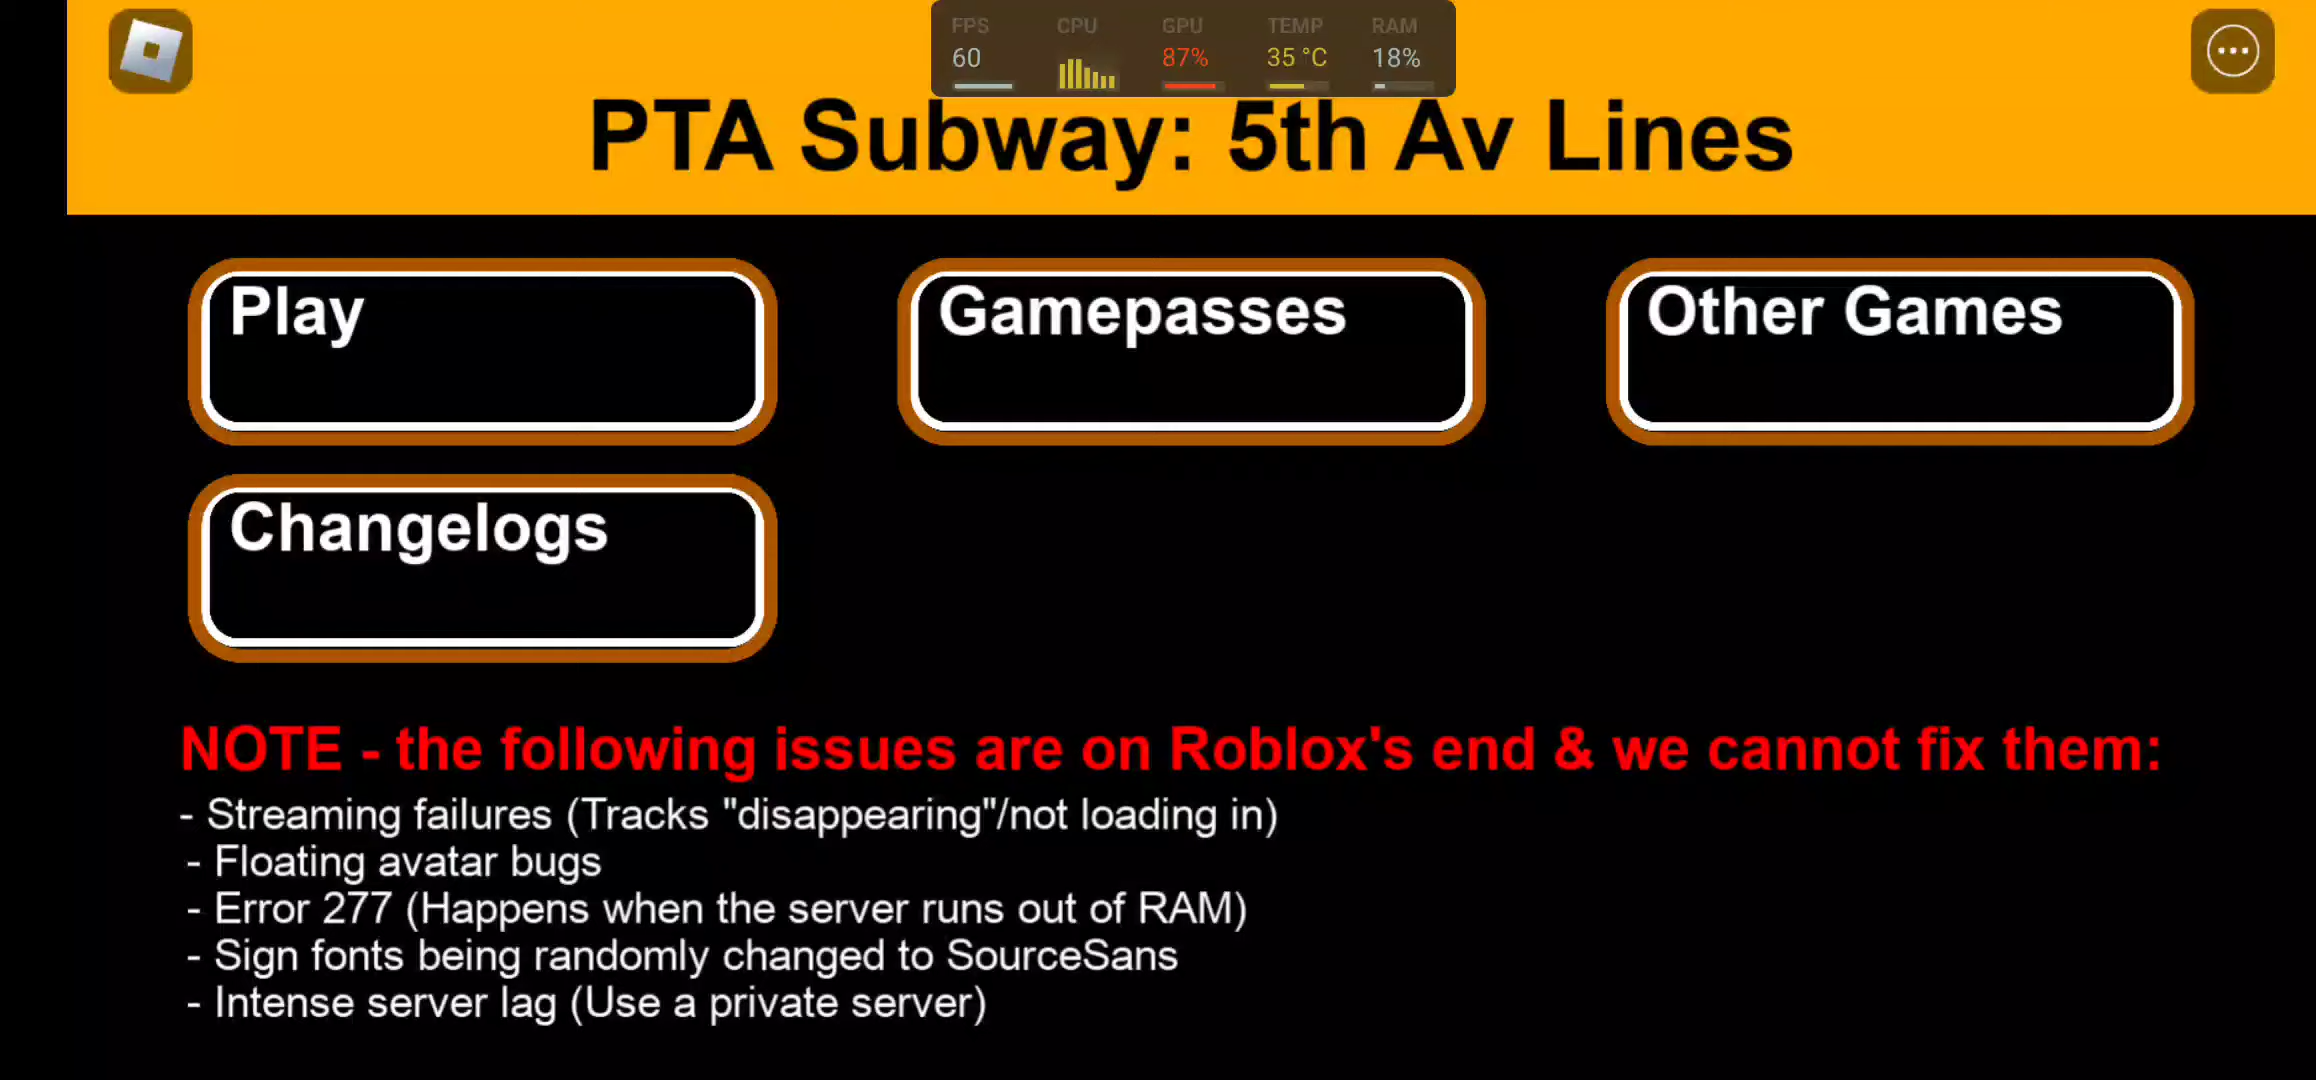 FPS CPU GPU TEMP RAM
60 87% 35 °C 18%
PTA Subway: 5th Av Lines
Play
Gamepasses
Other Games
Changelogs
NOTE - the following issues are on Roblox's end & we cannot fix them:
- Streaming failures (Tracks "disappearing"/not loading in)
- Floating avatar bugs
- Error 277 (Happens when the server runs out of RAM)
- Sign fonts being randomly changed to SourceSans
- Intense server lag (Use a private server)